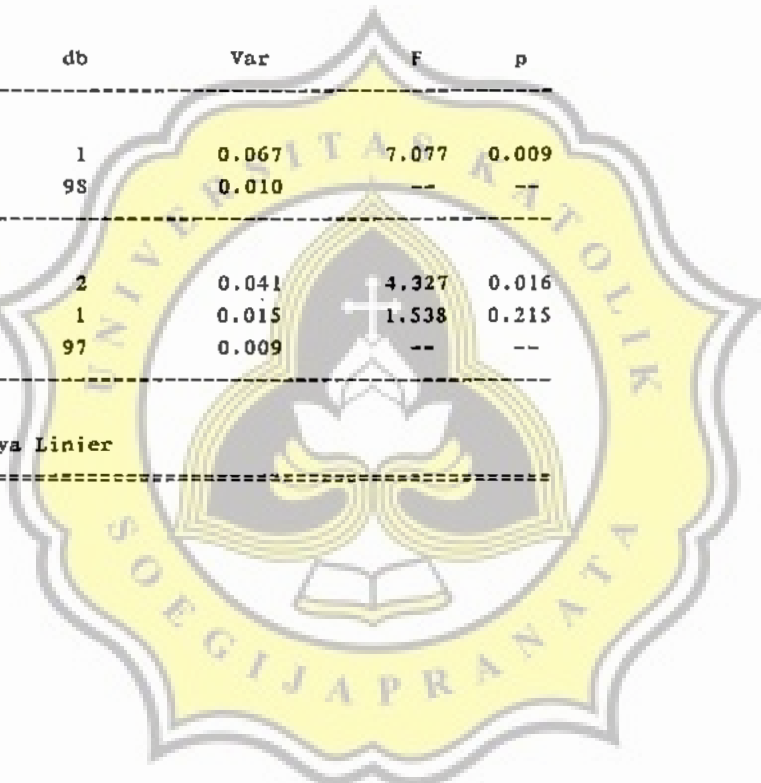 db Var F p
1 0.067 7.077 0.009
98 0.010 -- --
2 0.041 4.327 0.016
1 0.015 1.538 0.215
97 0.009 -- --
ya Linier
UNIVERSITAS KATOLIK
SOEGIJAPRANATA